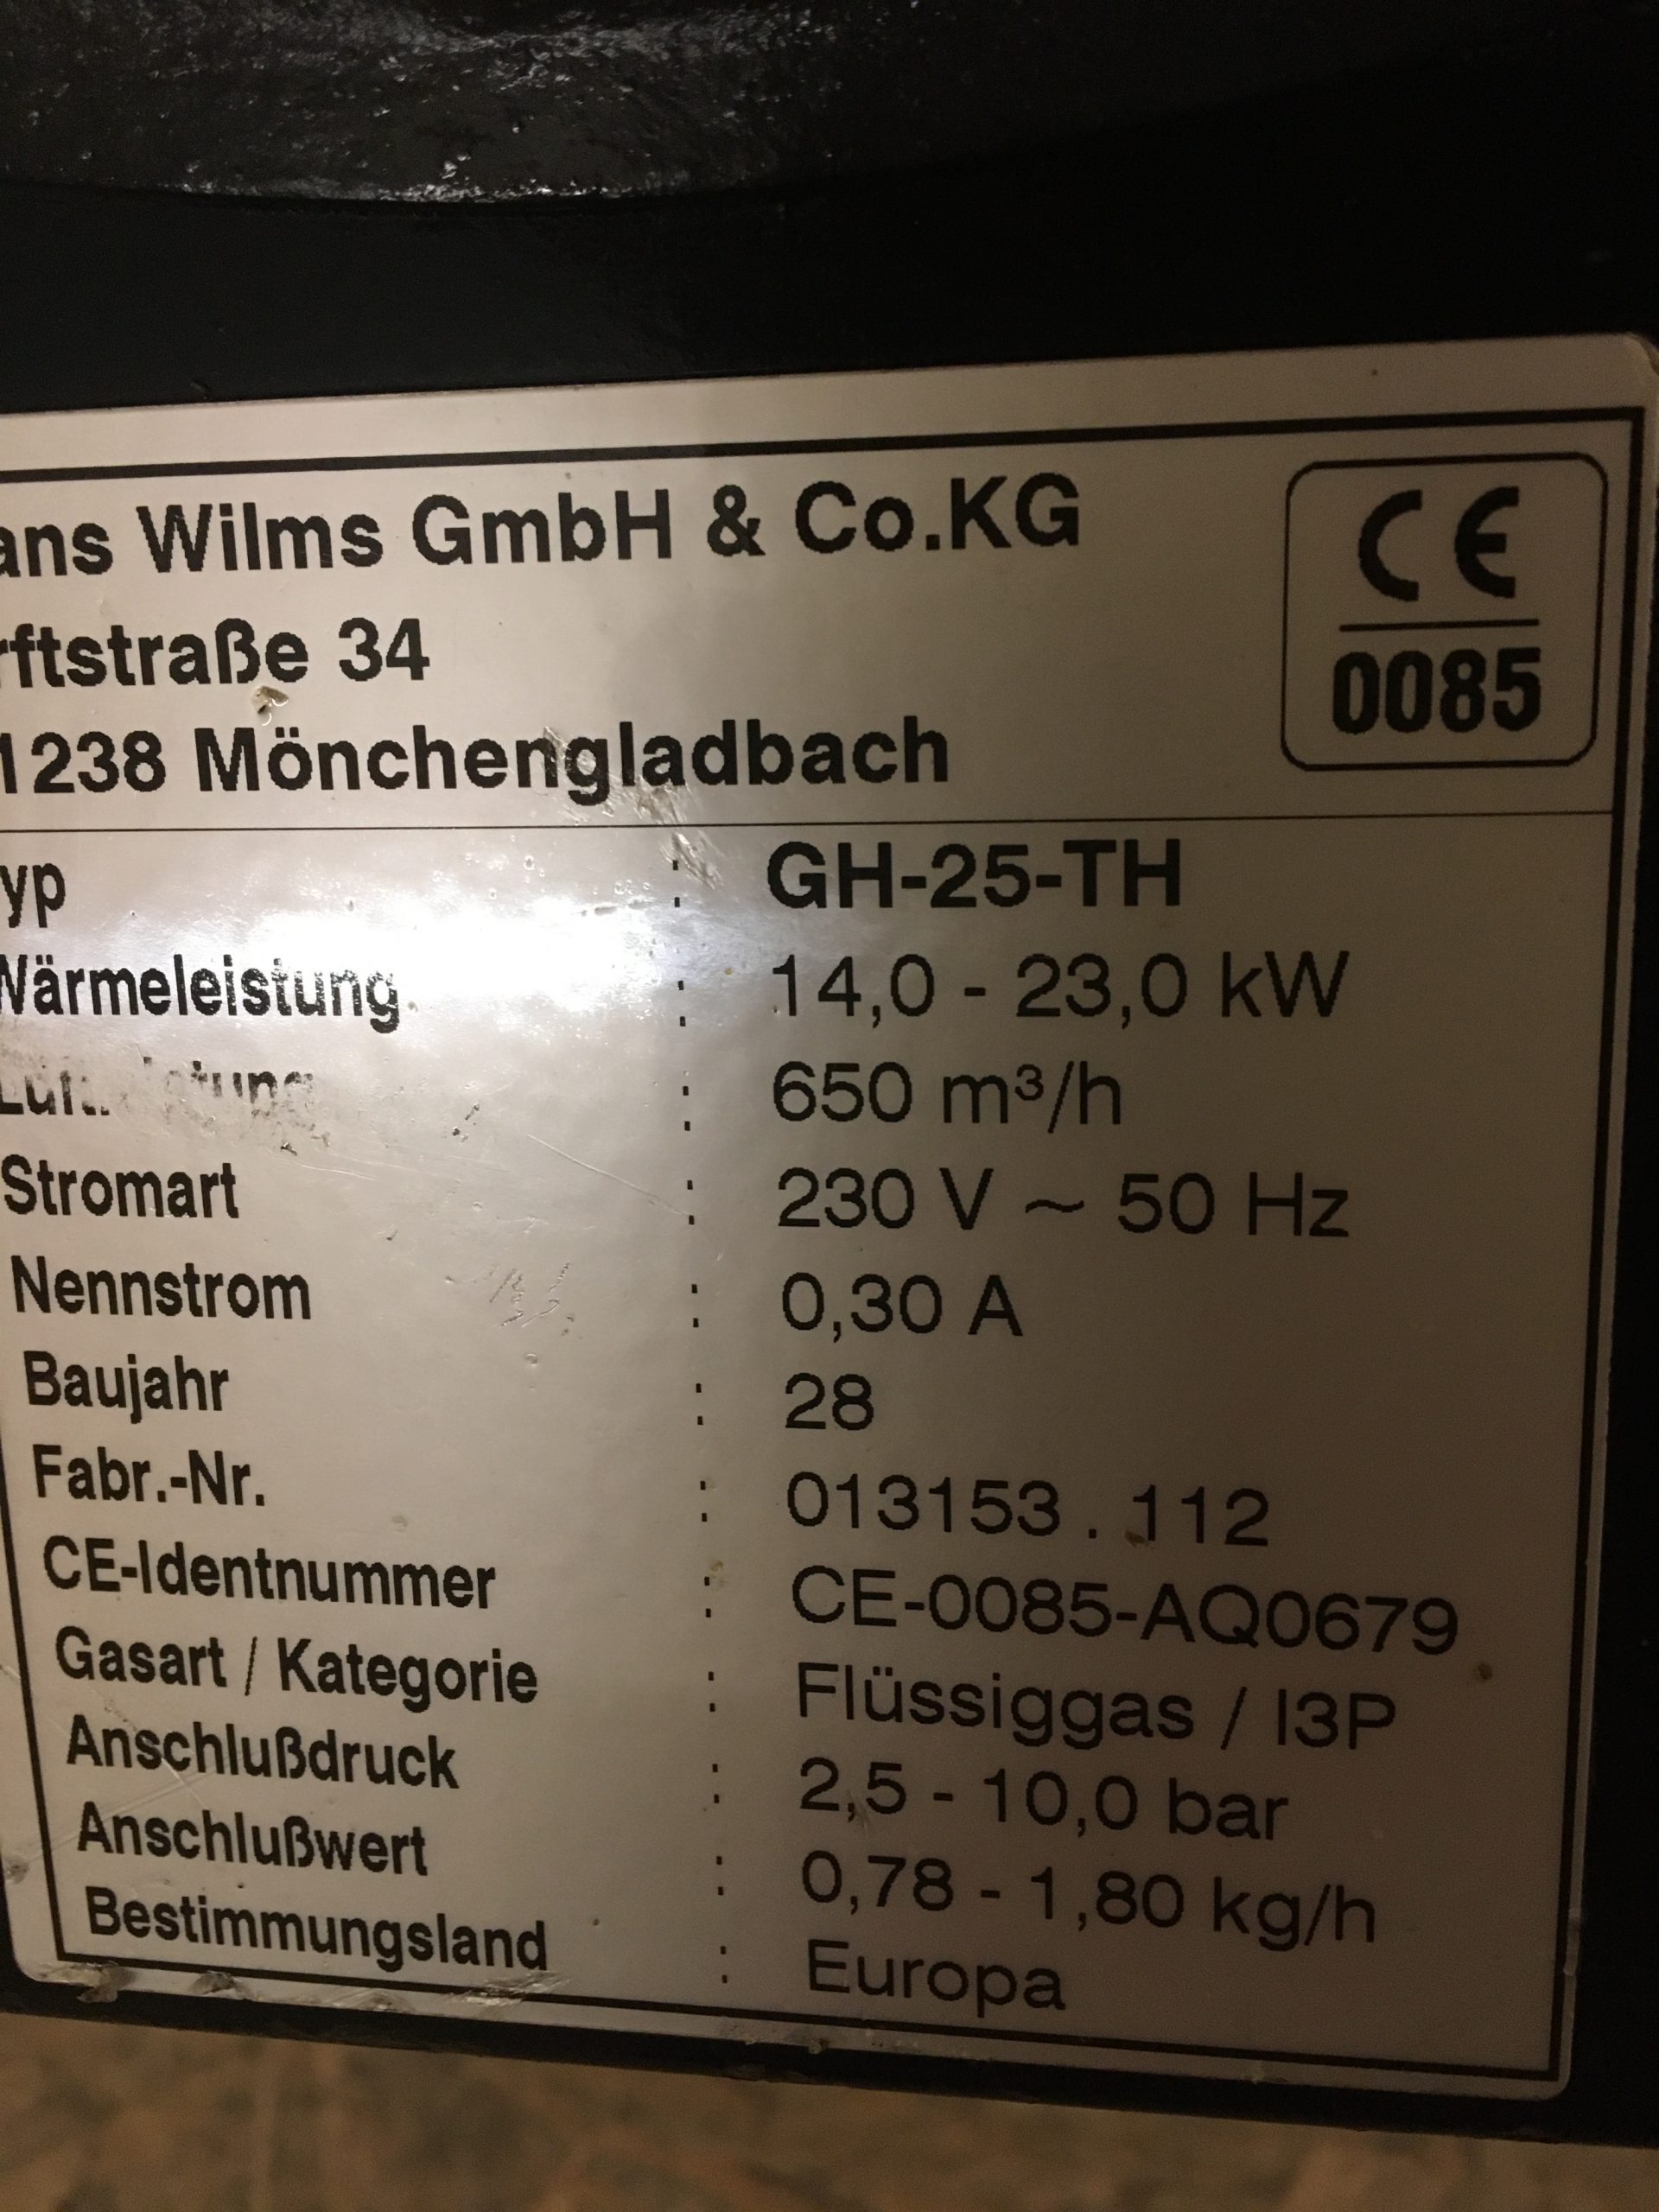 ans Wilms GmbH & Co.KG
rftstraße 34
1238 Mönchengladbach
CE
0085
yp : GH-25-TH
Wärmeleistung : 14,0 - 23,0 kW
: 650 m³/h
Stromart : 230 V ~ 50 Hz
Nennstrom : 0,30 A
Baujahr : 28
Fabr.-Nr. : 013153 . 112
CE-Identnummer : CE-0085-AQ0679
Gasart / Kategorie : Flüssiggas / I3P
Anschlußdruck : 2,5 - 10,0 bar
Anschlußwert : 0,78 - 1,80 kg/h
Bestimmungsland : Europa